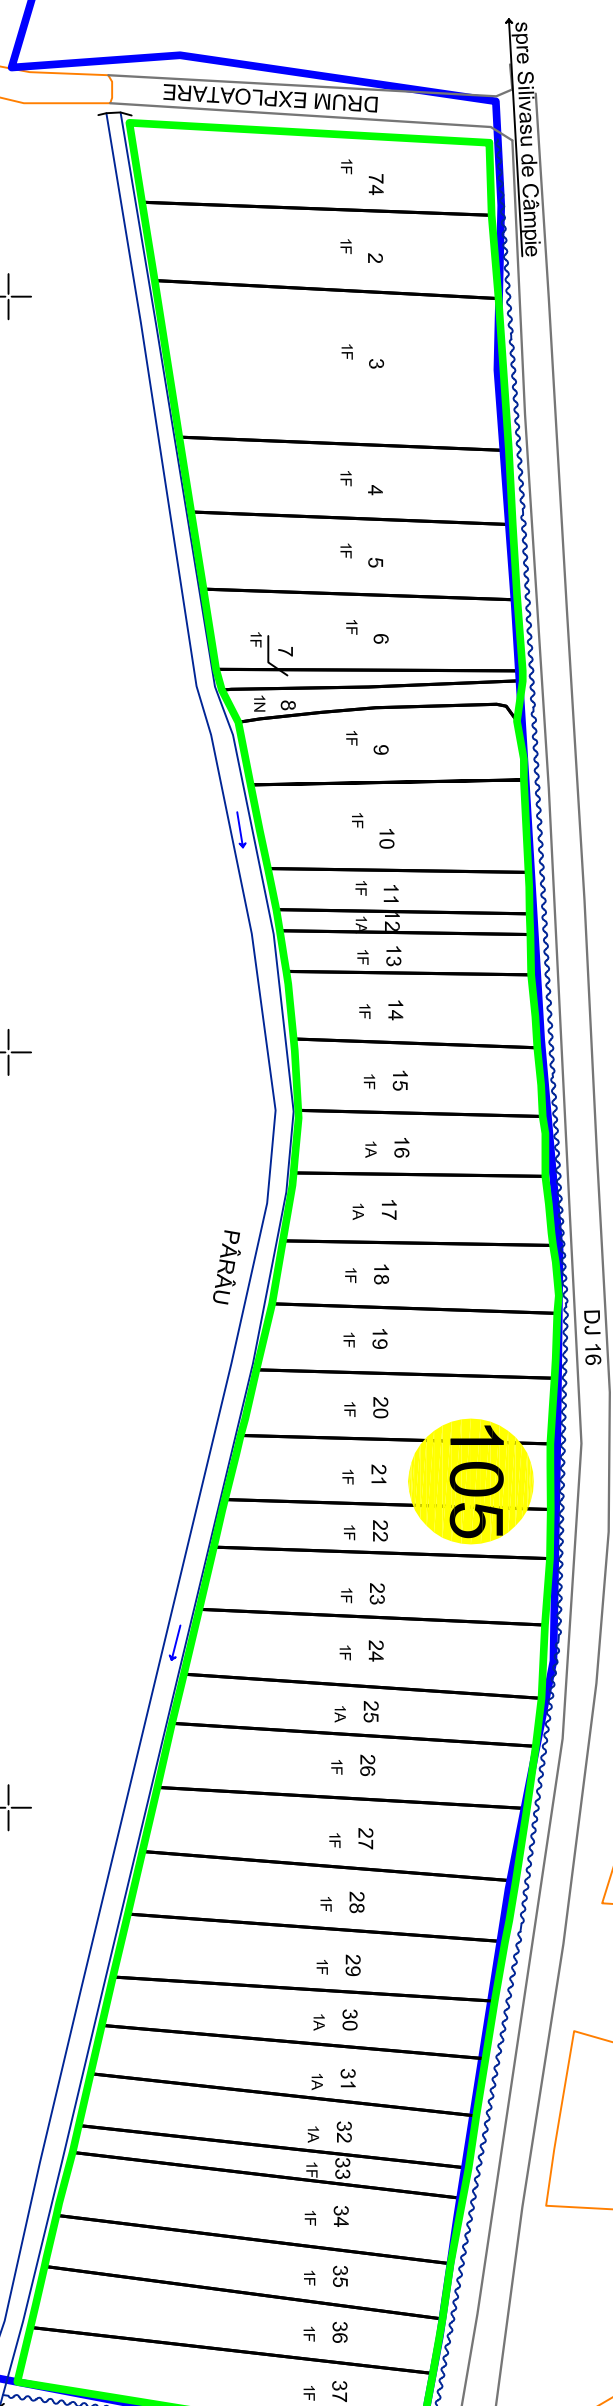 spre Silivasu de Câmpie
DRUM EXPLOATARE
74
1F
2
1F
3
1F
4
1F
5
1F
6
1F
7
1F
8
1N
9
1F
10
1F
11
1F
12
1A
13
1F
14
1F
15
1F
16
1A
17
1A
18
1F
PÂRÂU
DJ 16
19
1F
20
1F
105
21
1F
22
1F
23
1F
24
1F
25
1A
26
1F
27
1F
28
1F
29
1F
30
1A
31
1A
32
1A
33
1F
34
1F
35
1F
36
1F
37
1F